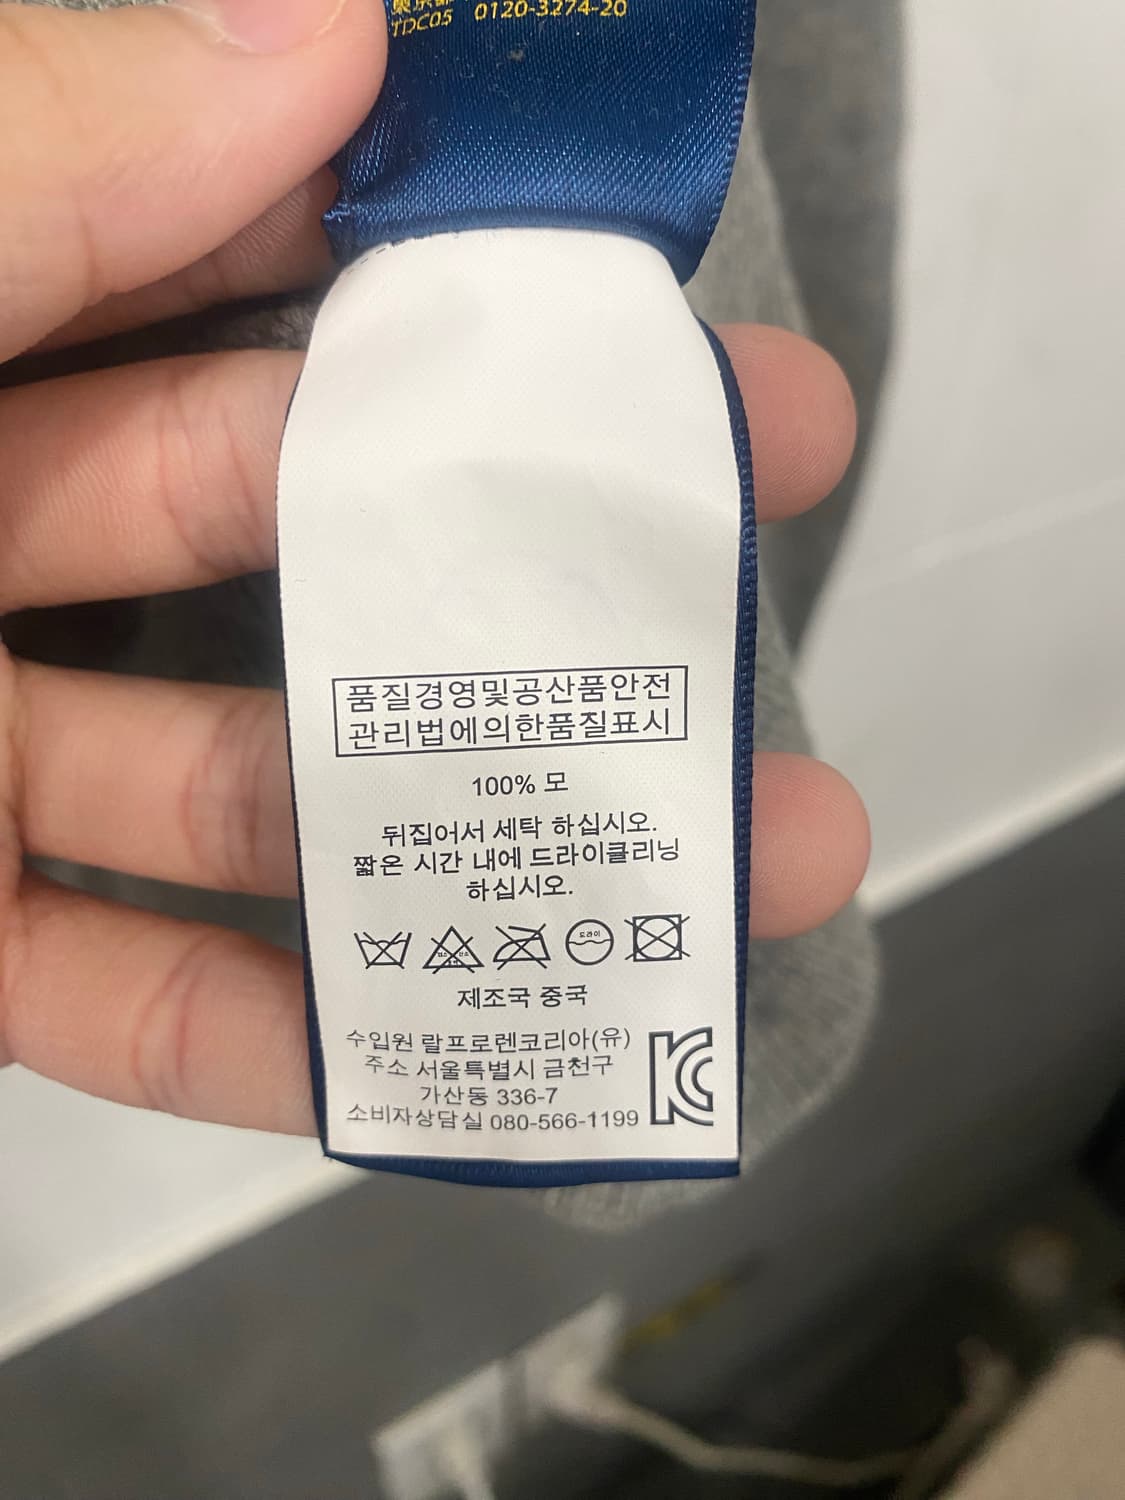 TDC05 0120-3274-20
품질경영및공산품안전
관리법에의한품질표시
100% 모
뒤집어서 세탁 하십시오.
짧은 시간 내에 드라이클리닝
하십시오.
도라이
제조국 중국
수입원 랄프로렌코리아(유)
주소 서울특별시 금천구
가산동 336-7
소비자상담실 080-566-1199